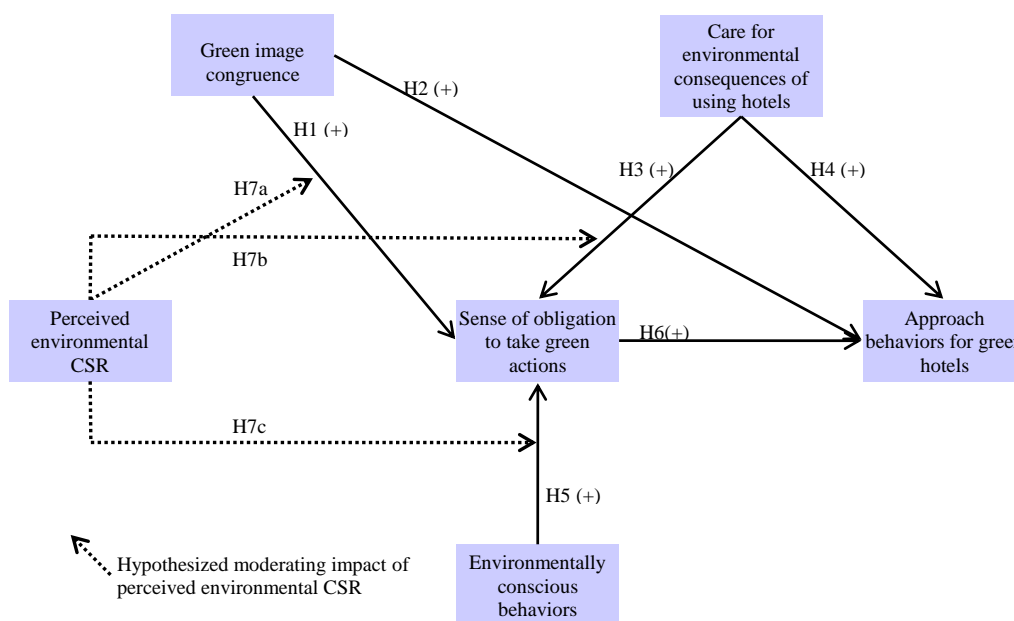 Green image
congruence
Care for
environmental
consequences of
using hotels
H2 (+)
H1 (+)
H3 (+)
H4 (+)
H7a
H7b
Perceived
environmental
CSR
Sense of obligation
to take green
actions
H6(+)
Approach
behaviors for green
hotels
H7c
H5 (+)
Environmentally
conscious
behaviors
Hypothesized moderating impact of
perceived environmental CSR